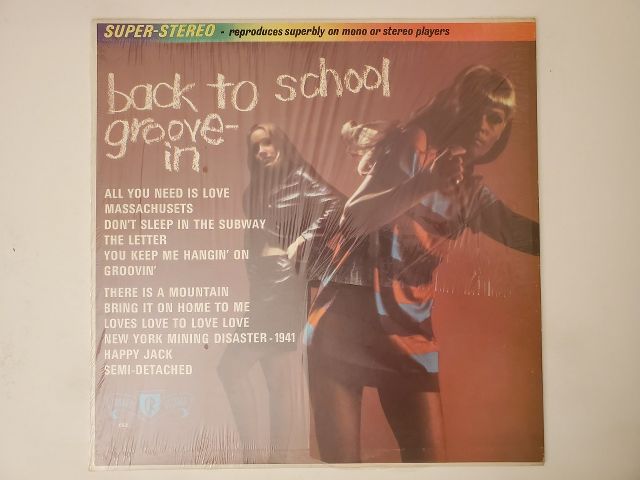 SUPER-STEREO - reproduces superbly on mono or stereo players
back to school
groove-
in
ALL YOU NEED IS LOVE
MASSACHUSETS
DON'T SLEEP IN THE SUBWAY
THE LETTER
YOU KEEP ME HANGIN' ON
GROOVIN'
THERE IS A MOUNTAIN
BRING IT ON HOME TO ME
LOVES LOVE TO LOVE LOVE
NEW YORK MINING DISASTER - 1941
HAPPY JACK
SEMI-DETACHED